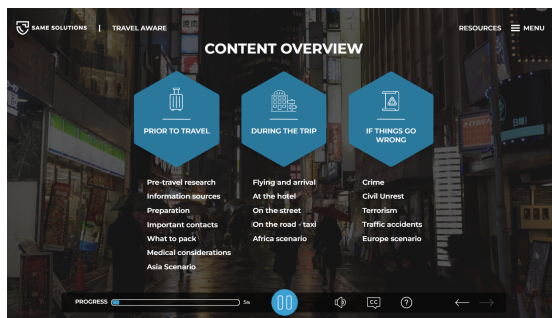 SAME SOLUTIONS | TRAVEL AWARE
RESOURCES MENU
CONTENT OVERVIEW
PRIOR TO TRAVEL
Pre-travel research
Information sources
Preparation
Important contacts
What to pack
Medical considerations
Asia Scenario
DURING THE TRIP
Flying and arrival
At the hotel
On the street
On the road - taxi
Africa scenario
IF THINGS GO
WRONG
Crime
Civil Unrest
Terrorism
Traffic accidents
Europe scenario
PROGRESS 5%
CC
?